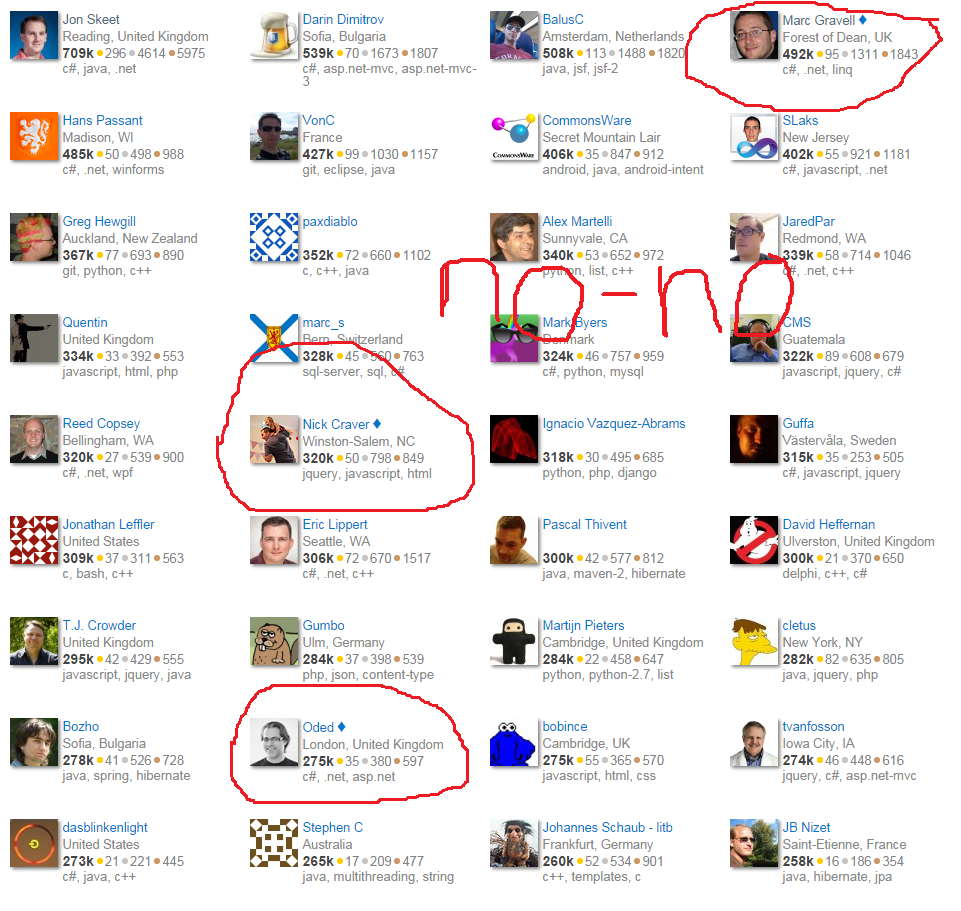 Jon Skeet
Reading, United Kingdom
709k 296 4614 5975
c#, java, .net
Darin Dimitrov
Sofia, Bulgaria
539k 70 1673 1807
c#, asp.net-mvc, asp.net-mvc-
3
BalusC
Amsterdam, Netherlands
508k 113 1488 1820
java, jsf, jsf-2
Marc Gravell ♦
Forest of Dean, UK
492k 95 1311 1843
c#, .net, linq
Hans Passant
Madison, WI
485k 50 498 988
c#, .net, winforms
VonC
France
427k 99 1030 1157
git, eclipse, java
COMMONSWARE
CommonsWare
Secret Mountain Lair
406k 35 847 912
android, java, android-intent
SLaks
New Jersey
402k 55 921 1181
c#, javascript, .net
Greg Hewgill
Auckland, New Zealand
367k 77 693 890
git, python, c++
paxdiablo
352k 72 660 1102
c, c++, java
Alex Martelli
Sunnyvale, CA
340k 53 652 972
python, list, c++
JaredPar
Redmond, WA
339k 58 714 1046
c#, .net, c++
no-no
Quentin
United Kingdom
334k 33 392 553
javascript, html, php
marc_s
Bern, Switzerland
328k 45 560 763
sql-server, sql, c#
Mark Byers
Denmark
324k 46 757 959
c#, python, mysql
CMS
Guatemala
322k 89 608 679
javascript, jquery, c#
Reed Copsey
Bellingham, WA
320k 27 539 900
c#, .net, wpf
Nick Craver ♦
Winston-Salem, NC
320k 50 798 849
jquery, javascript, html
Ignacio Vazquez-Abrams
318k 30 495 685
python, php, django
Guffa
Västervåla, Sweden
315k 35 253 505
c#, javascript, jquery
Jonathan Leffler
United States
309k 37 311 563
c, bash, c++
Eric Lippert
Seattle, WA
306k 72 670 1517
c#, .net, c++
Pascal Thivent
300k 42 577 812
java, maven-2, hibernate
David Heffernan
Ulverston, United Kingdom
300k 21 370 650
delphi, c++, c#
T.J. Crowder
United Kingdom
295k 42 429 555
javascript, jquery, java
Gumbo
Ulm, Germany
284k 37 398 539
php, json, content-type
Martijn Pieters
Cambridge, United Kingdom
284k 22 458 647
python, python-2.7, list
cletus
New York, NY
282k 82 635 805
java, jquery, php
Bozho
Sofia, Bulgaria
278k 41 526 728
java, spring, hibernate
Oded ♦
London, United Kingdom
275k 35 380 597
c#, .net, asp.net
bobince
Cambridge, UK
275k 55 365 570
javascript, html, css
tvanfosson
Iowa City, IA
274k 46 448 616
jquery, c#, asp.net-mvc
dasblinkenlight
United States
273k 21 221 445
c#, java, c++
Stephen C
Australia
265k 17 209 477
java, multithreading, string
Johannes Schaub - litb
Frankfurt, Germany
260k 52 534 901
c++, templates, c
JB Nizet
Saint-Etienne, France
258k 16 186 354
java, hibernate, jpa